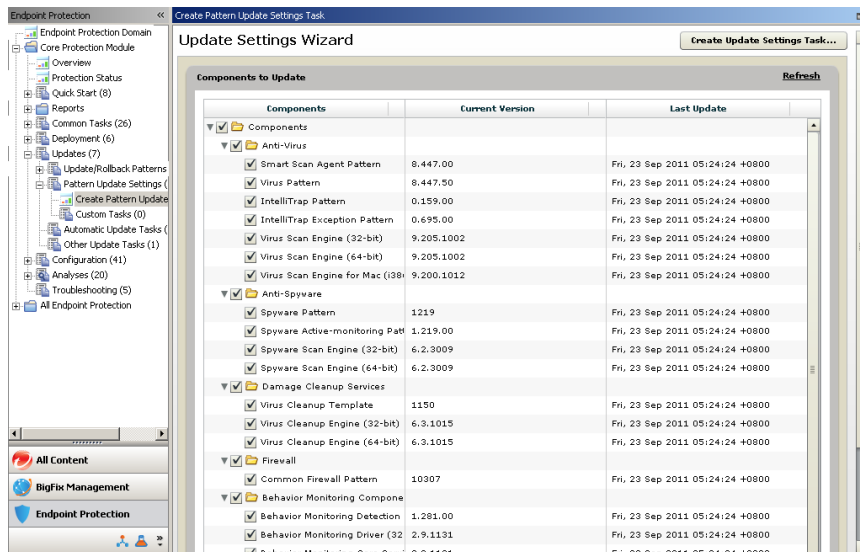 Endpoint Protection <<
Endpoint Protection Domain
Core Protection Module
Overview
Protection Status
Quick Start (8)
Reports
Common Tasks (26)
Deployment (6)
Updates (7)
Update/Rollback Patterns
Pattern Update Settings (
Create Pattern Update
Custom Tasks (0)
Automatic Update Tasks (
Other Update Tasks (1)
Configuration (41)
Analyses (20)
Troubleshooting (5)
All Endpoint Protection
All Content
BigFix Management
Endpoint Protection
Create Pattern Update Settings Task
Update Settings Wizard
Create Update Settings Task...
Components to Update
Refresh
Components Current Version Last Update
Components
Anti-Virus
Smart Scan Agent Pattern 8.447.00 Fri, 23 Sep 2011 05:24:24 +0800
Virus Pattern 8.447.50 Fri, 23 Sep 2011 05:24:24 +0800
IntelliTrap Pattern 0.159.00 Fri, 23 Sep 2011 05:24:24 +0800
IntelliTrap Exception Pattern 0.695.00 Fri, 23 Sep 2011 05:24:24 +0800
Virus Scan Engine (32-bit) 9.205.1002 Fri, 23 Sep 2011 05:24:24 +0800
Virus Scan Engine (64-bit) 9.205.1002 Fri, 23 Sep 2011 05:24:24 +0800
Virus Scan Engine for Mac (i38 9.200.1012 Fri, 23 Sep 2011 05:24:24 +0800
Anti-Spyware
Spyware Pattern 1219 Fri, 23 Sep 2011 05:24:24 +0800
Spyware Active-monitoring Patt 1.219.00 Fri, 23 Sep 2011 05:24:24 +0800
Spyware Scan Engine (32-bit) 6.2.3009 Fri, 23 Sep 2011 05:24:24 +0800
Spyware Scan Engine (64-bit) 6.2.3009 Fri, 23 Sep 2011 05:24:24 +0800
Damage Cleanup Services
Virus Cleanup Template 1150 Fri, 23 Sep 2011 05:24:24 +0800
Virus Cleanup Engine (32-bit) 6.3.1015 Fri, 23 Sep 2011 05:24:24 +0800
Virus Cleanup Engine (64-bit) 6.3.1015 Fri, 23 Sep 2011 05:24:24 +0800
Firewall
Common Firewall Pattern 10307 Fri, 23 Sep 2011 05:24:24 +0800
Behavior Monitoring Compone
Behavior Monitoring Detection 1.281.00 Fri, 23 Sep 2011 05:24:24 +0800
Behavior Monitoring Driver (32 2.9.1131 Fri, 23 Sep 2011 05:24:24 +0800